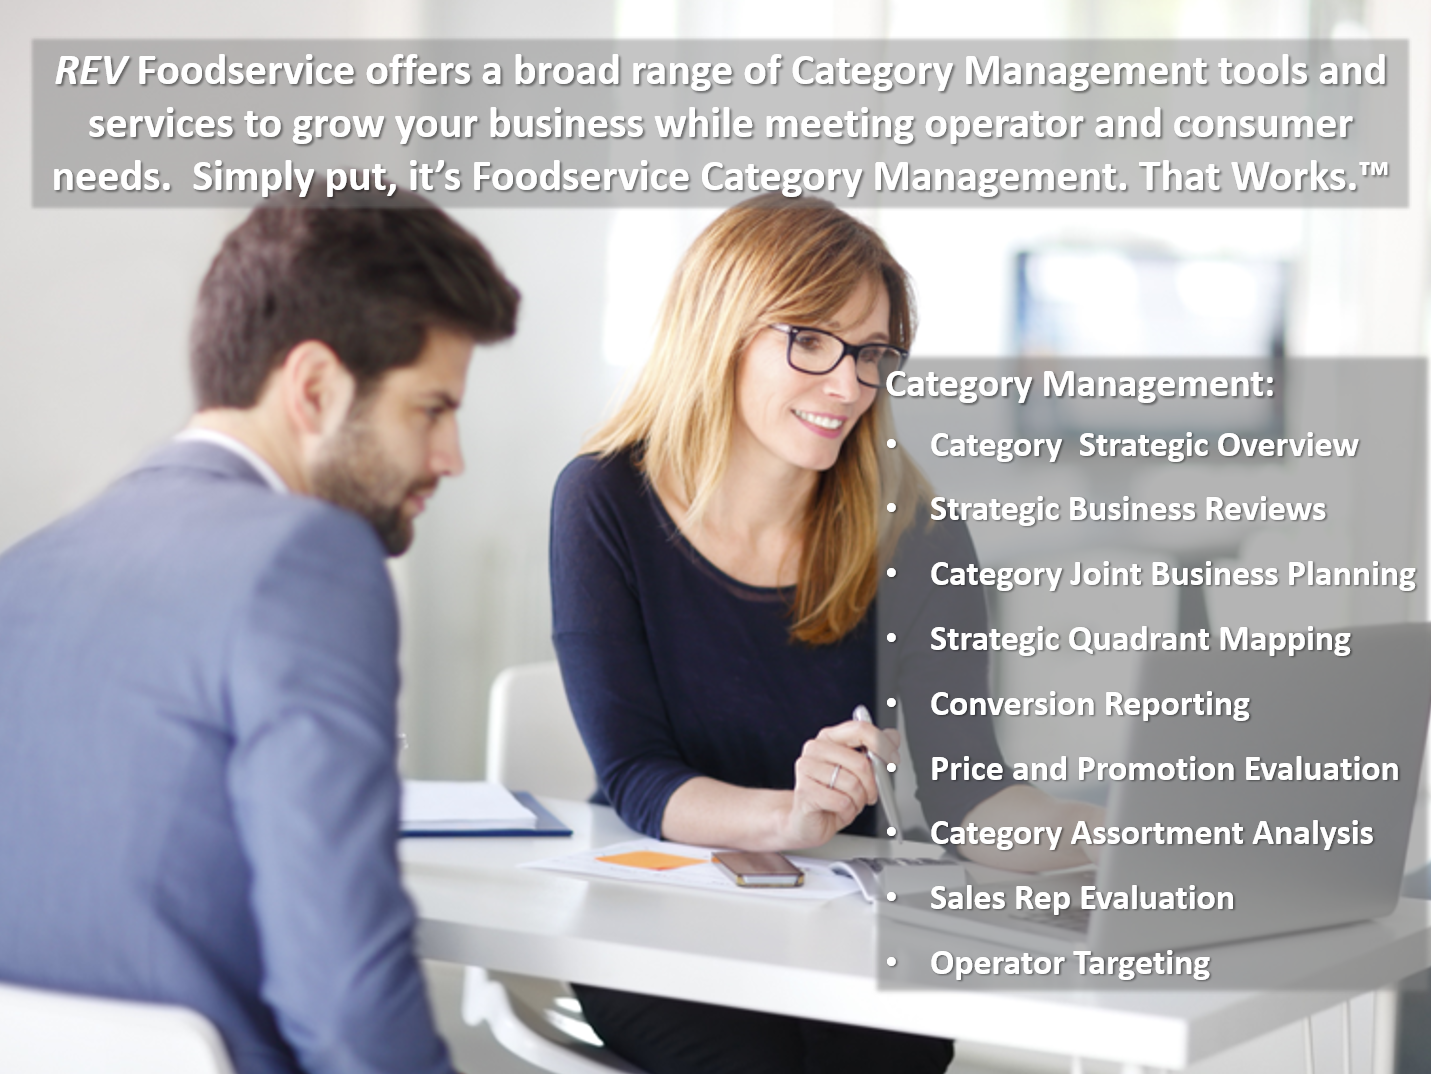 REV Foodservice offers a broad range of Category Management tools and
services to grow your business while meeting operator and consumer
needs.  Simply put, it’s Foodservice Category Management. That Works.™
Category Management:
• Category  Strategic Overview
• Strategic Business Reviews
• Category Joint Business Planning
• Strategic Quadrant Mapping
• Conversion Reporting
• Price and Promotion Evaluation
• Category Assortment Analysis
• Sales Rep Evaluation
• Operator Targeting